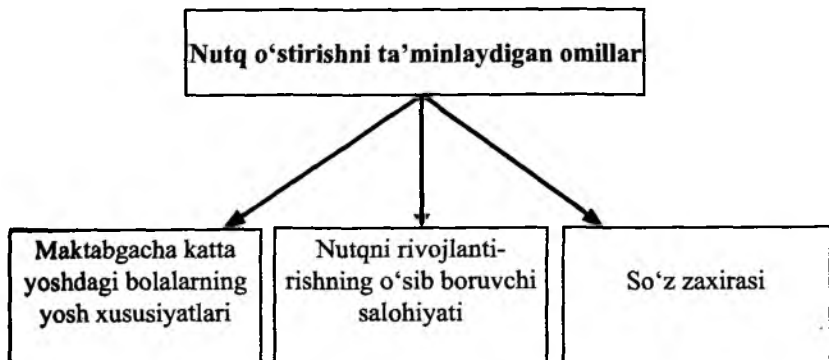 Nutq o‘stirishni ta’minlaydigan omillar
Maktabgacha katta
yoshdagi bolalarning
yosh xususiyatlari
Nutqni rivojlanti-
rishning o‘sib boruvchi
salohiyati
So‘z zaxirasi